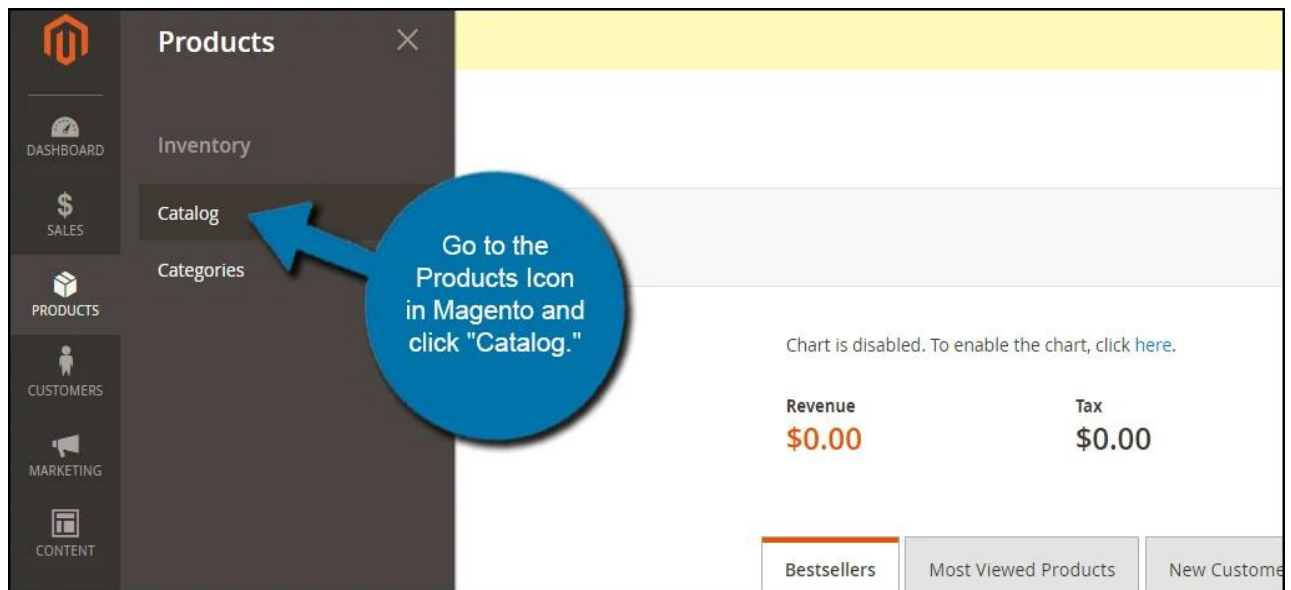 Products
DASHBOARD
Inventory
$
SALES
Catalog
Categories
PRODUCTS
Go to the
Products Icon
in Magento and
click "Catalog."
CUSTOMERS
MARKETING
CONTENT
Chart is disabled. To enable the chart, click here.
Revenue
Tax
$0.00
$0.00
Bestsellers
Most Viewed Products
New Custome